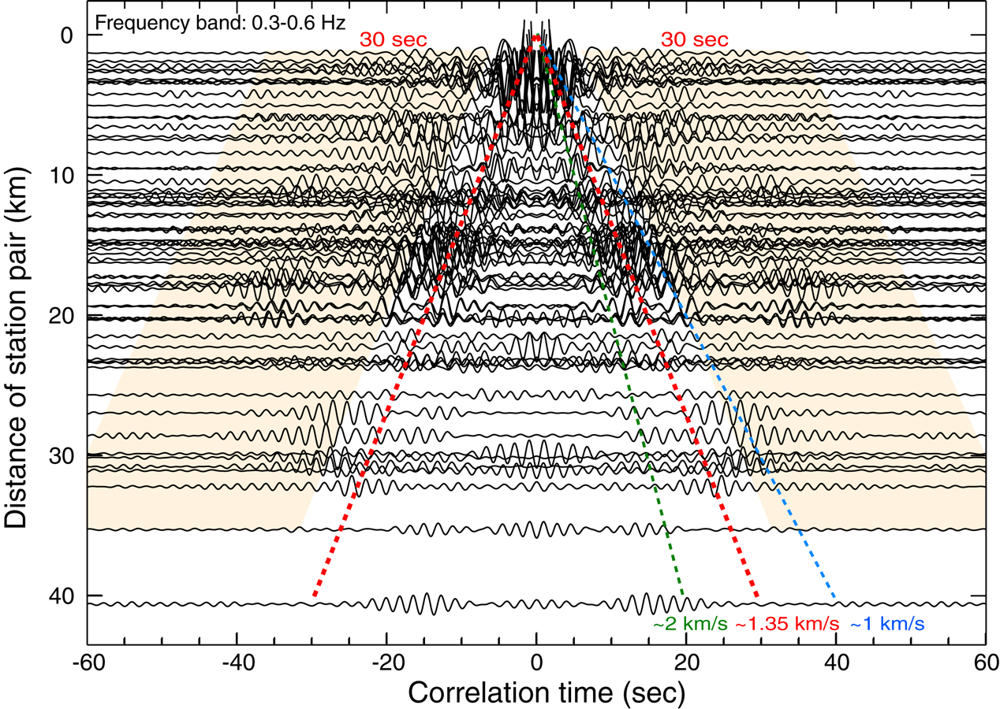 Frequency band: 0.3-0.6 Hz
30 sec
30 sec
0
10
20
30
40
Distance of station pair (km)
~2 km/s ~1.35 km/s ~1 km/s
-60
-40
-20
0
20
40
60
Correlation time (sec)